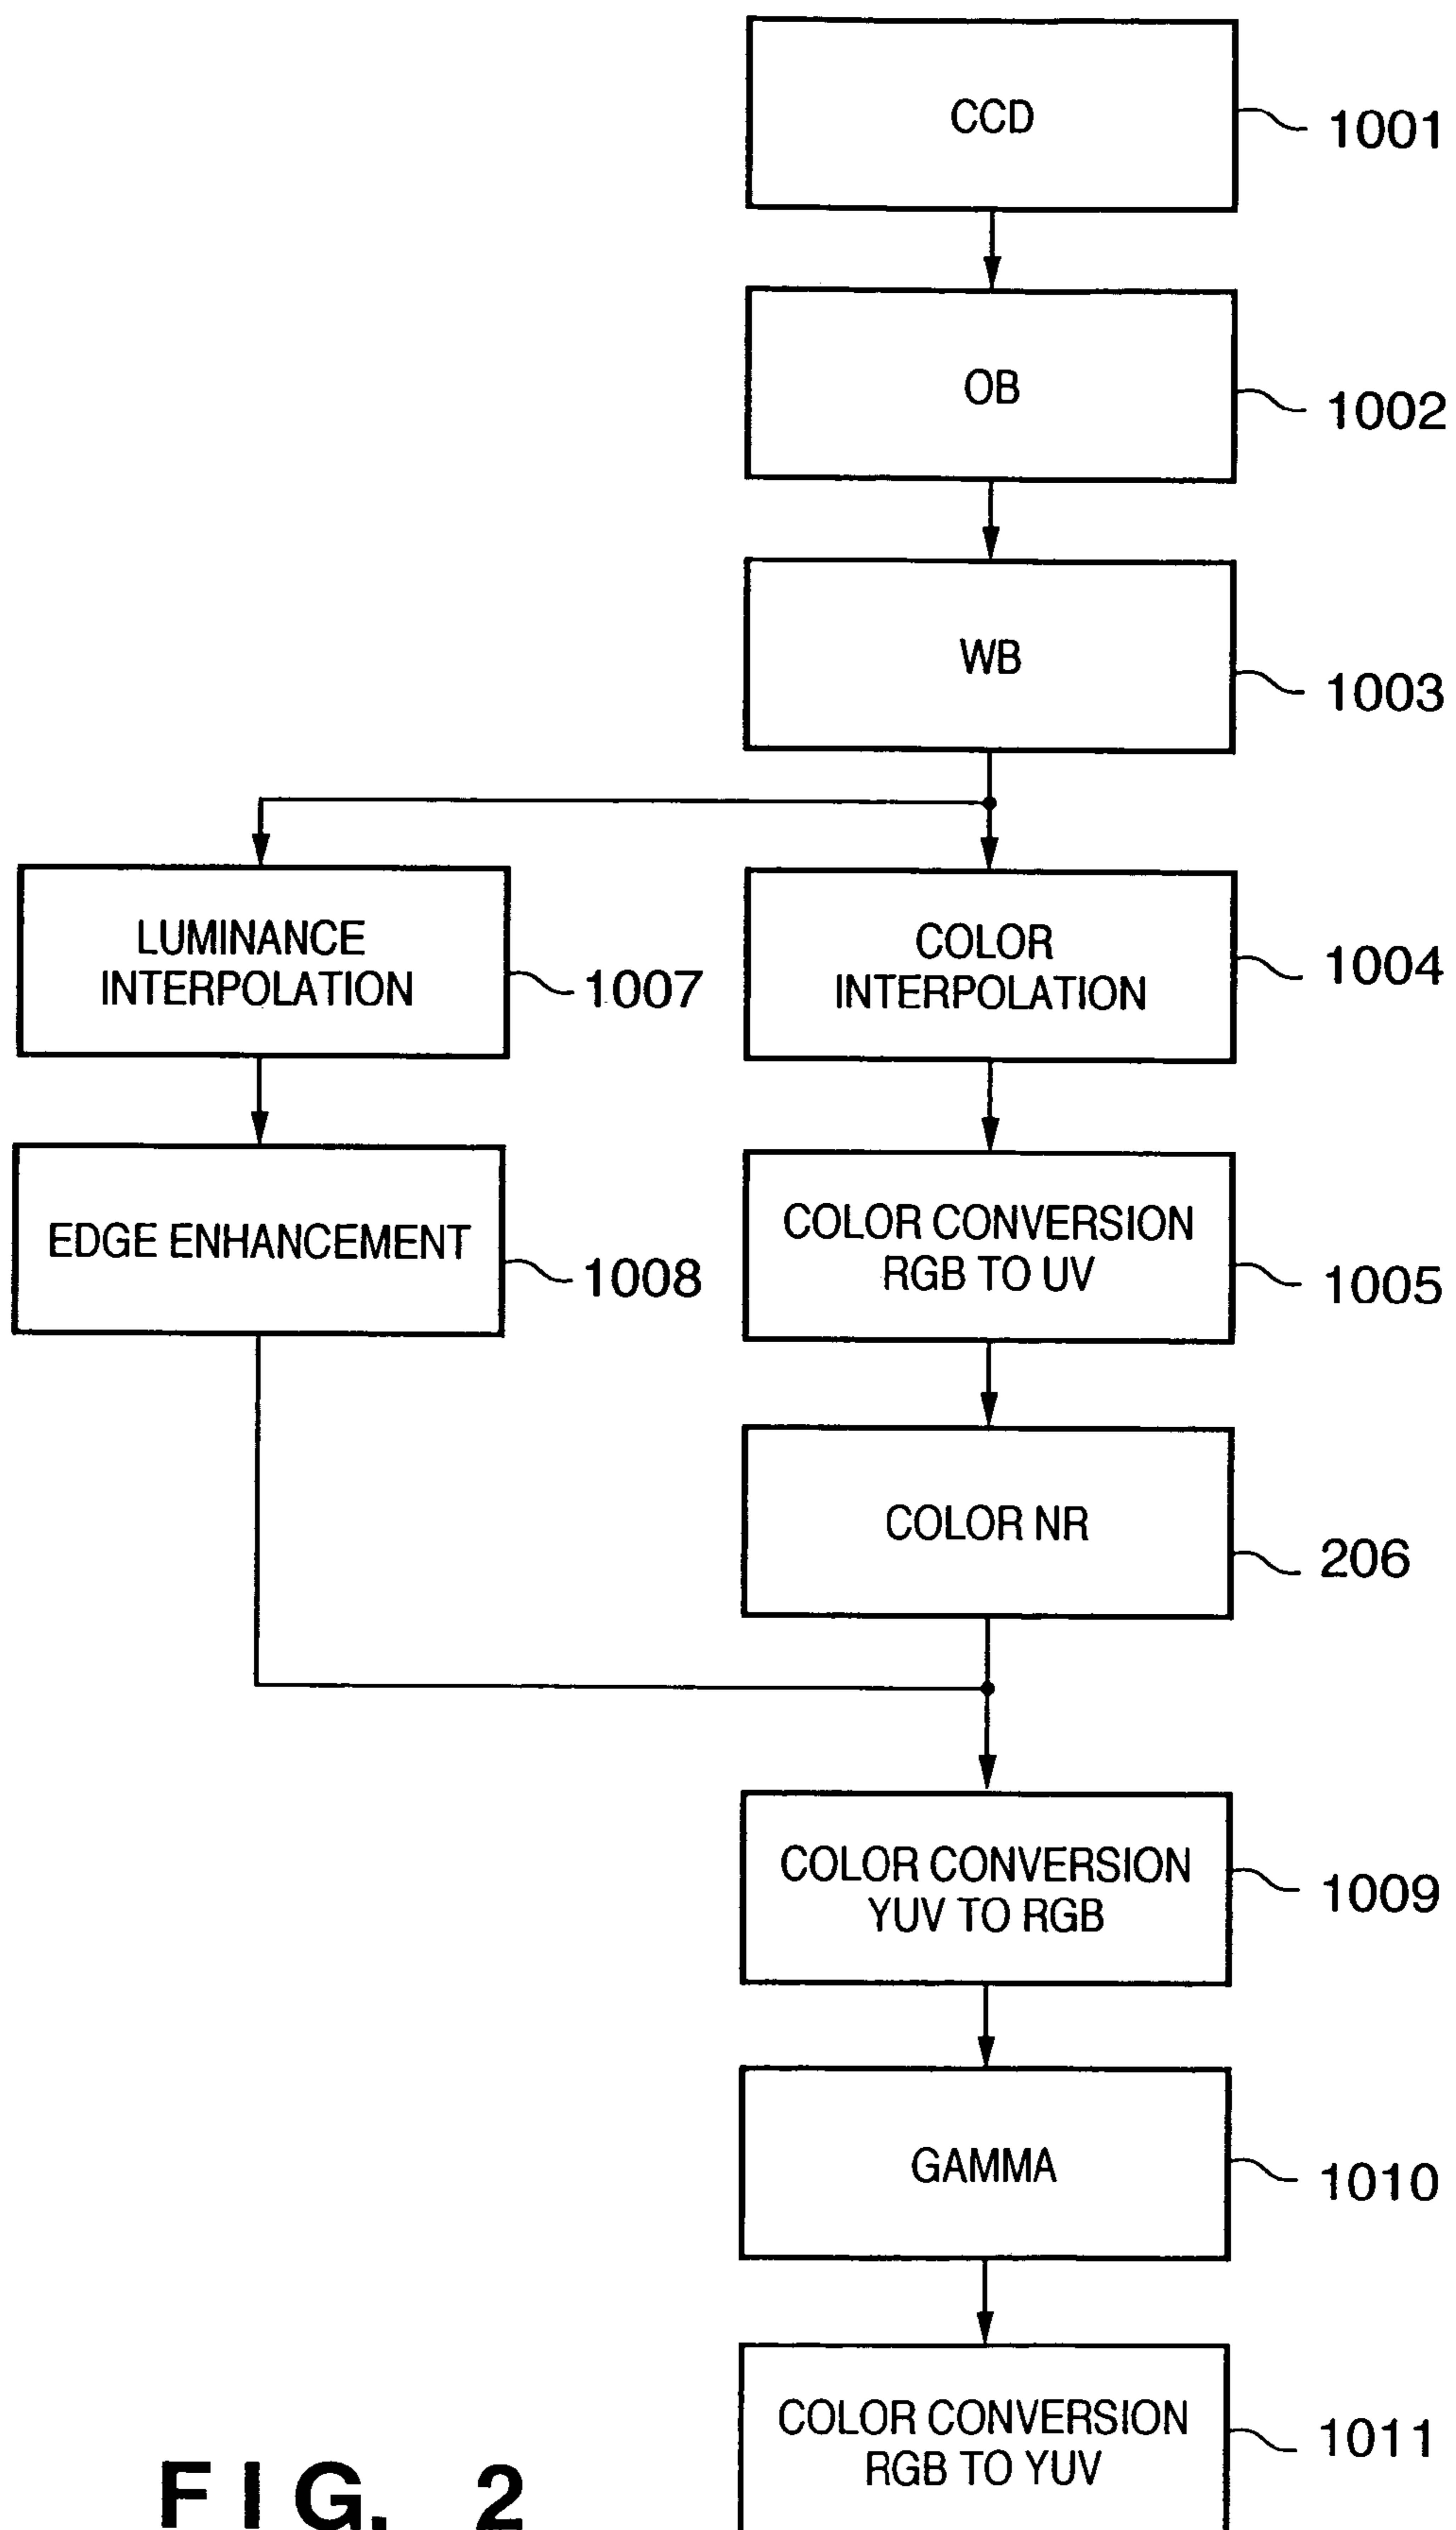 CCD
1001
OB
1002
WB
1003
LUMINANCE
INTERPOLATION
1007
COLOR
INTERPOLATION
1004
EDGE ENHANCEMENT
1008
COLOR CONVERSION
RGB TO UV
1005
COLOR NR
206
COLOR CONVERSION
YUV TO RGB
1009
GAMMA
1010
COLOR CONVERSION
RGB TO YUV
1011
FIG. 2